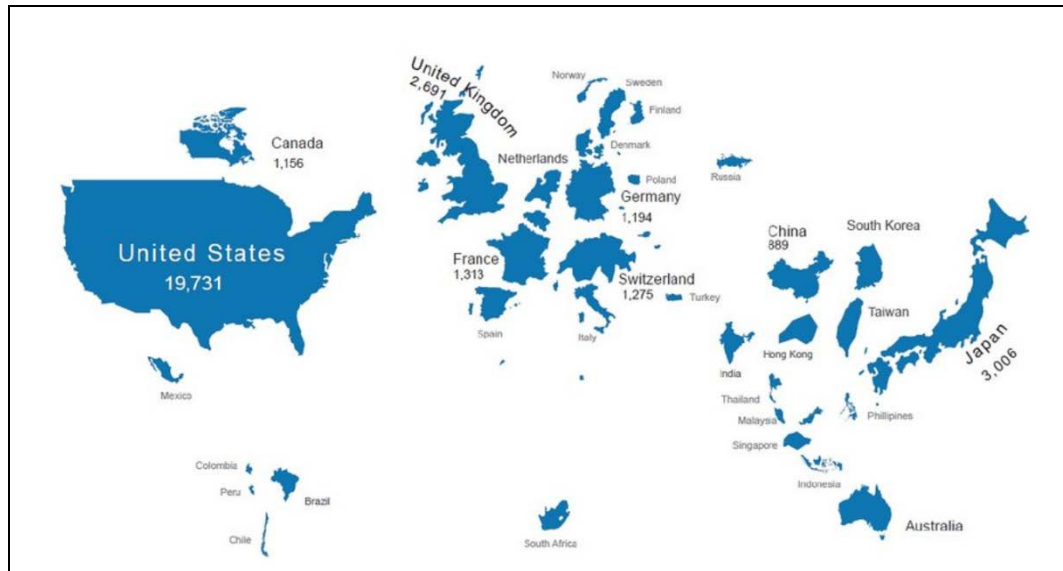 Norway
Sweden
Finland
Denmark
United Kingdom
2,691
Canada
1,156
Netherlands
Poland
Russia
Germany
1,194
United States
19,731
France
1,313
Switzerland
1,275
China
889
South Korea
Turkey
Taiwan
Spain
Italy
Hong Kong
Japan
3,006
India
Mexico
Thailand
Malaysia
Phillipines
Singapore
Indonesia
Colombia
Peru
Brazil
Chile
South Africa
Australia